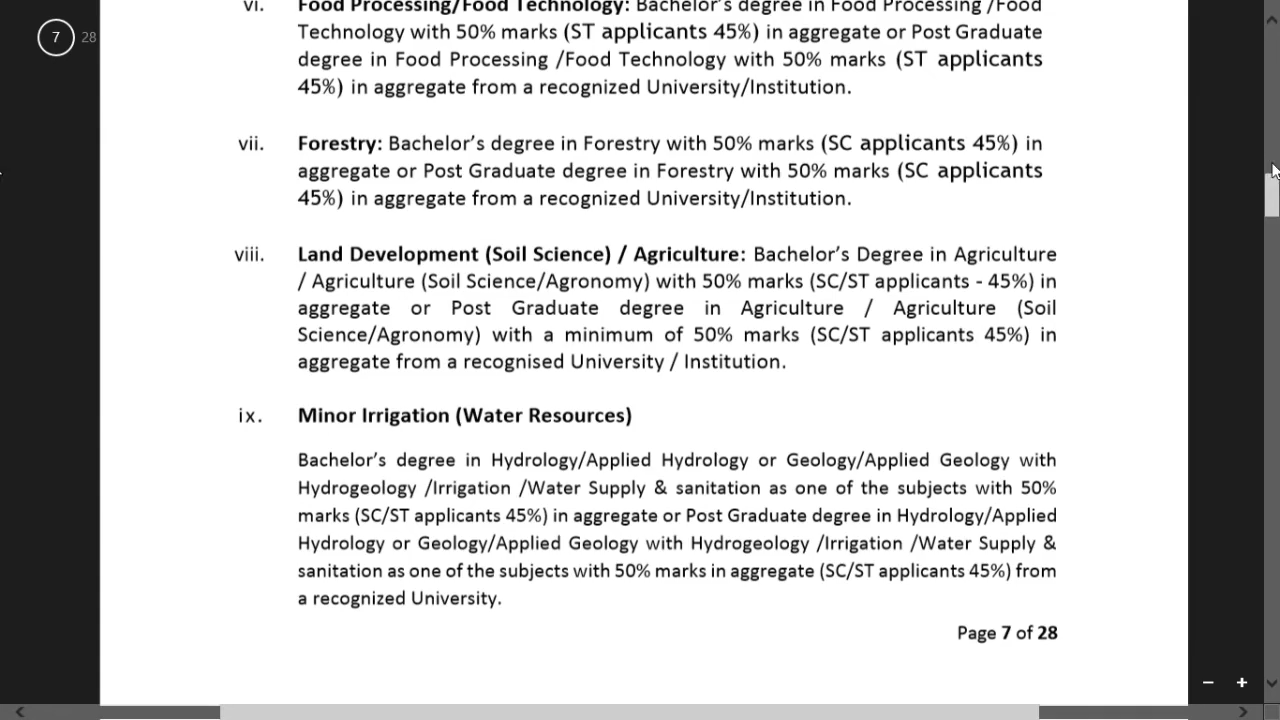 7 28
vi. Food Processing/Food Technology: Bachelor's degree in Food Processing /Food
Technology with 50% marks (ST applicants 45%) in aggregate or Post Graduate
degree in Food Processing /Food Technology with 50% marks (ST applicants
45%) in aggregate from a recognized University/Institution.
vii. Forestry: Bachelor's degree in Forestry with 50% marks (SC applicants 45%) in
aggregate or Post Graduate degree in Forestry with 50% marks (SC applicants
45%) in aggregate from a recognized University/Institution.
viii. Land Development (Soil Science) / Agriculture: Bachelor's Degree in Agriculture
/ Agriculture (Soil Science/Agronomy) with 50% marks (SC/ST applicants - 45%) in
aggregate or Post Graduate degree in Agriculture / Agriculture (Soil
Science/Agronomy) with a minimum of 50% marks (SC/ST applicants 45%) in
aggregate from a recognised University / Institution.
ix. Minor Irrigation (Water Resources)
Bachelor's degree in Hydrology/Applied Hydrology or Geology/Applied Geology with
Hydrogeology /Irrigation /Water Supply & sanitation as one of the subjects with 50%
marks (SC/ST applicants 45%) in aggregate or Post Graduate degree in Hydrology/Applied
Hydrology or Geology/Applied Geology with Hydrogeology /Irrigation /Water Supply &
sanitation as one of the subjects with 50% marks in aggregate (SC/ST applicants 45%) from
a recognized University.
Page 7 of 28